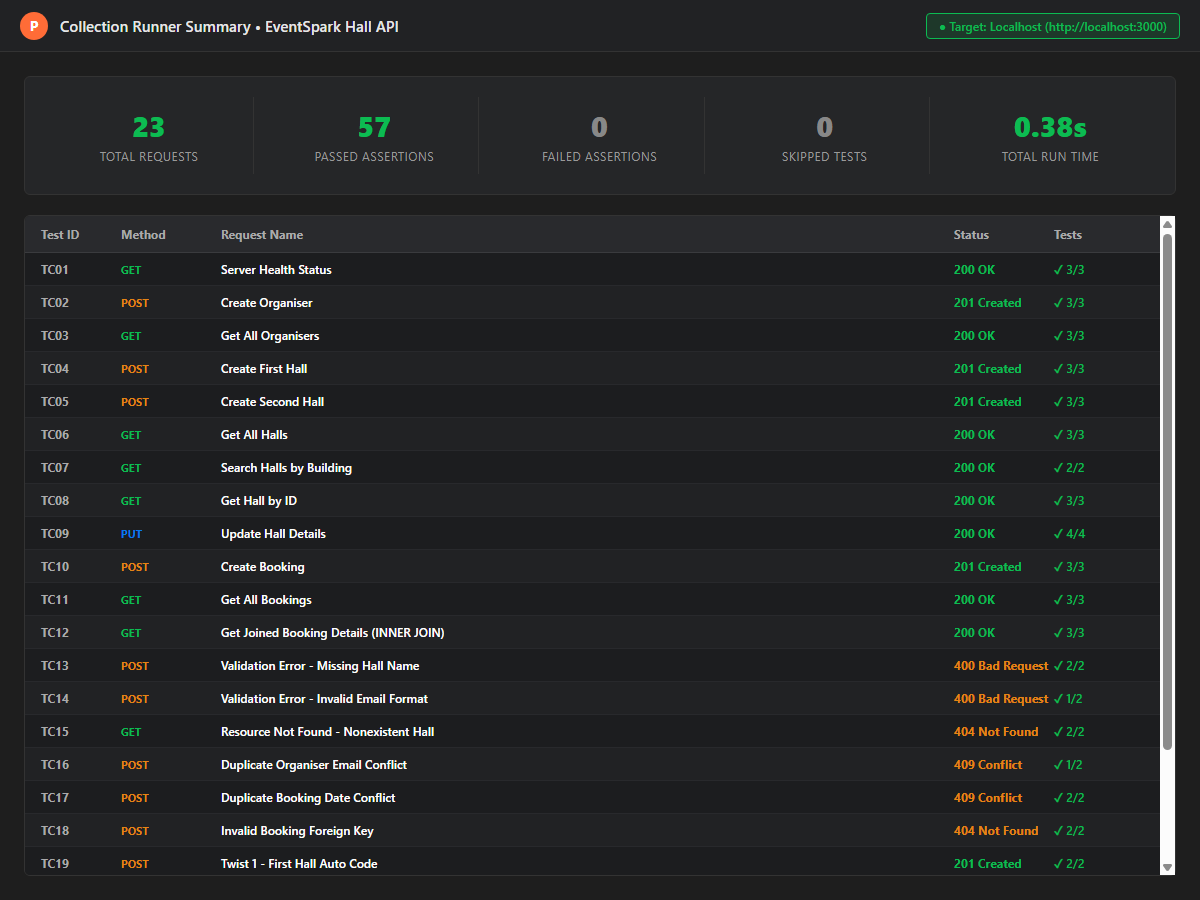 P Collection Runner Summary • EventSpark Hall API
● Target: Localhost (http://localhost:3000)
23 57 0 0 0.38s
TOTAL REQUESTS PASSED ASSERTIONS FAILED ASSERTIONS SKIPPED TESTS TOTAL RUN TIME
Test ID Method Request Name Status Tests
TC01 GET Server Health Status 200 OK ✓ 3/3
TC02 POST Create Organiser 201 Created ✓ 3/3
TC03 GET Get All Organisers 200 OK ✓ 3/3
TC04 POST Create First Hall 201 Created ✓ 3/3
TC05 POST Create Second Hall 201 Created ✓ 3/3
TC06 GET Get All Halls 200 OK ✓ 3/3
TC07 GET Search Halls by Building 200 OK ✓ 2/2
TC08 GET Get Hall by ID 200 OK ✓ 3/3
TC09 PUT Update Hall Details 200 OK ✓ 4/4
TC10 POST Create Booking 201 Created ✓ 3/3
TC11 GET Get All Bookings 200 OK ✓ 3/3
TC12 GET Get Joined Booking Details (INNER JOIN) 200 OK ✓ 3/3
TC13 POST Validation Error - Missing Hall Name 400 Bad Request ✓ 2/2
TC14 POST Validation Error - Invalid Email Format 400 Bad Request ✓ 1/2
TC15 GET Resource Not Found - Nonexistent Hall 404 Not Found ✓ 2/2
TC16 POST Duplicate Organiser Email Conflict 409 Conflict ✓ 1/2
TC17 POST Duplicate Booking Date Conflict 409 Conflict ✓ 2/2
TC18 POST Invalid Booking Foreign Key 404 Not Found ✓ 2/2
TC19 POST Twist 1 - First Hall Auto Code 201 Created ✓ 2/2